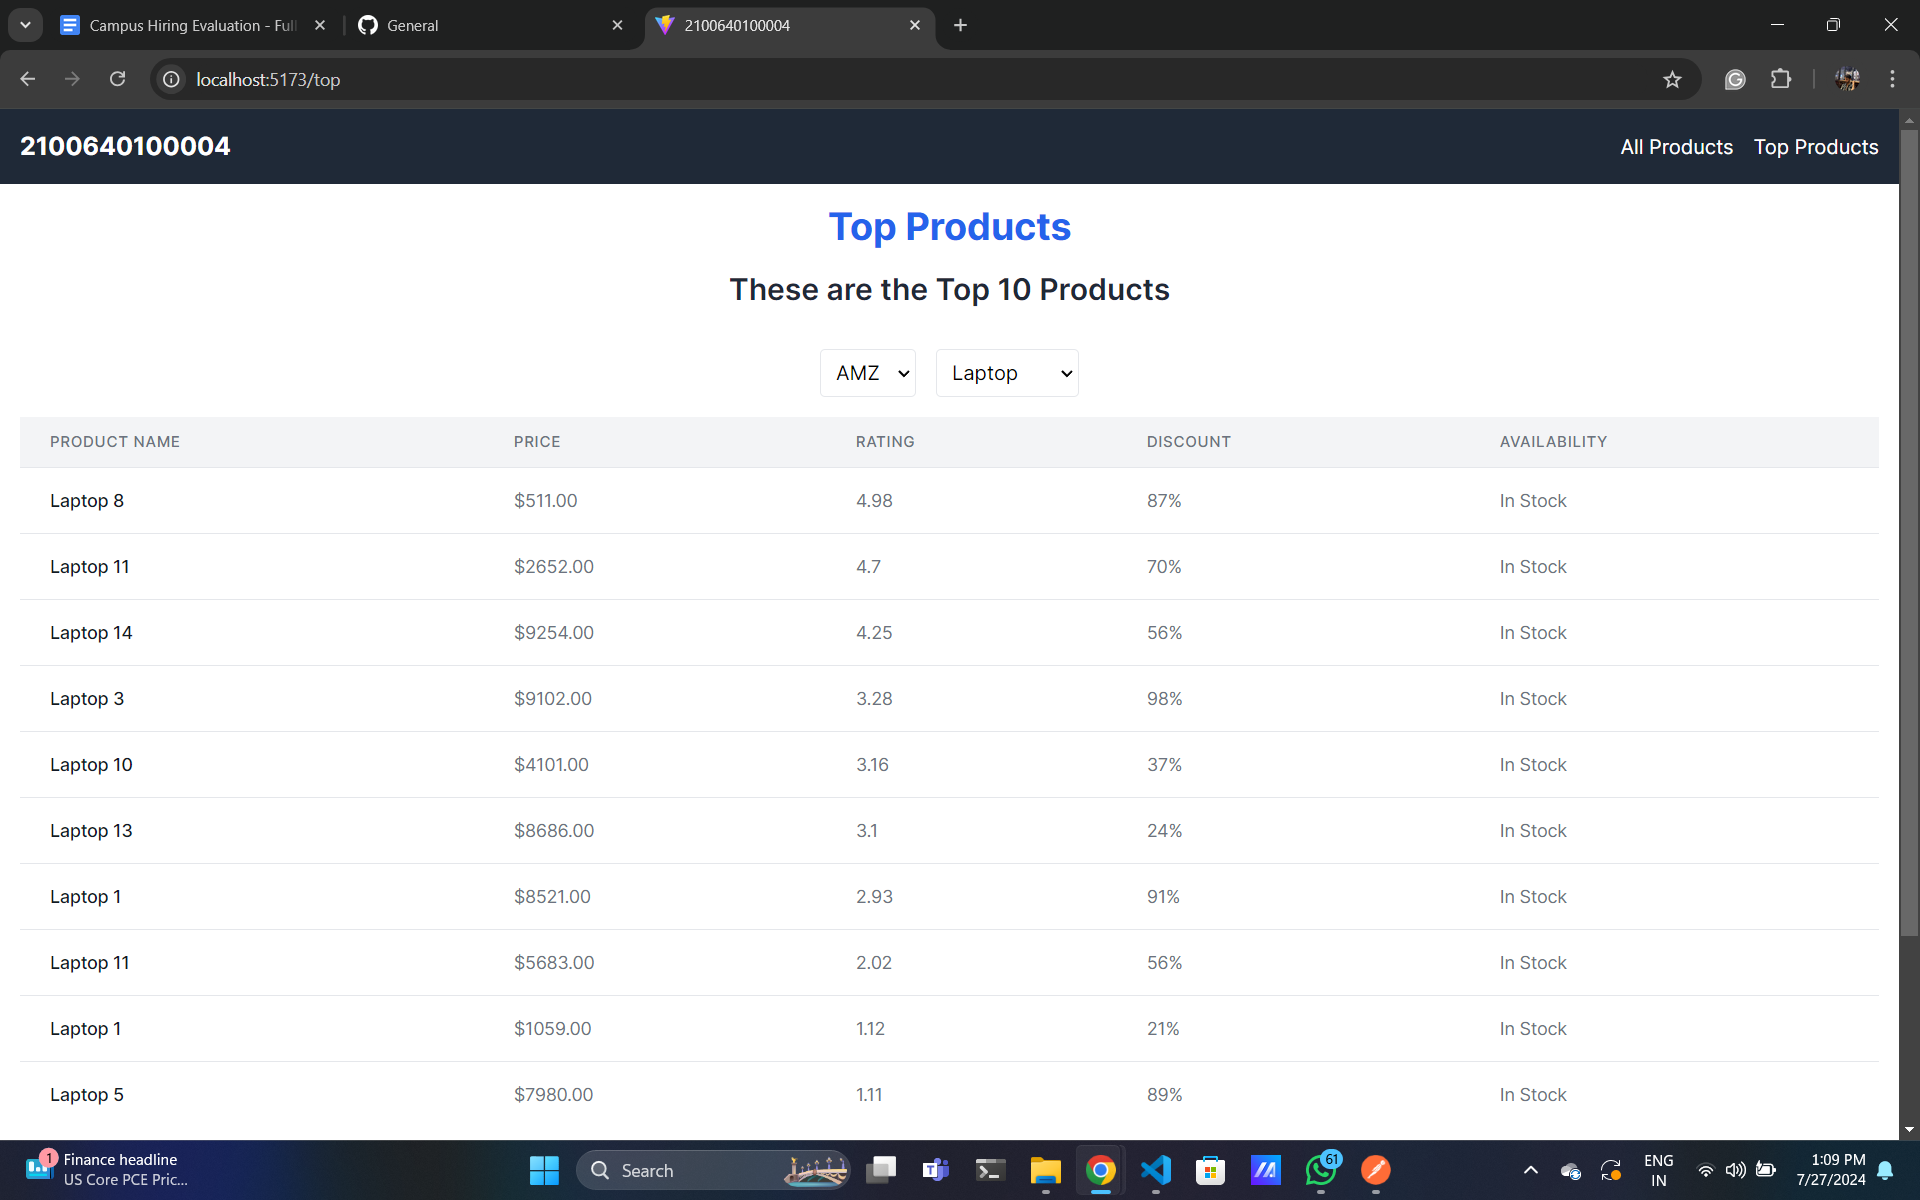 Campus Hiring Evaluation - Full
General
2100640100004
localhost:5173/top
2100640100004
All Products
Top Products
Top Products
These are the Top 10 Products
AMZ
Laptop
PRODUCT NAME PRICE RATING DISCOUNT AVAILABILITY
Laptop 8 $511.00 4.98 87% In Stock
Laptop 11 $2652.00 4.7 70% In Stock
Laptop 14 $9254.00 4.25 56% In Stock
Laptop 3 $9102.00 3.28 98% In Stock
Laptop 10 $4101.00 3.16 37% In Stock
Laptop 13 $8686.00 3.1 24% In Stock
Laptop 1 $8521.00 2.93 91% In Stock
Laptop 11 $5683.00 2.02 56% In Stock
Laptop 1 $1059.00 1.12 21% In Stock
Laptop 5 $7980.00 1.11 89% In Stock
1
Finance headline
US Core PCE Pric...
Search
61
ENG
IN
1:09 PM
7/27/2024